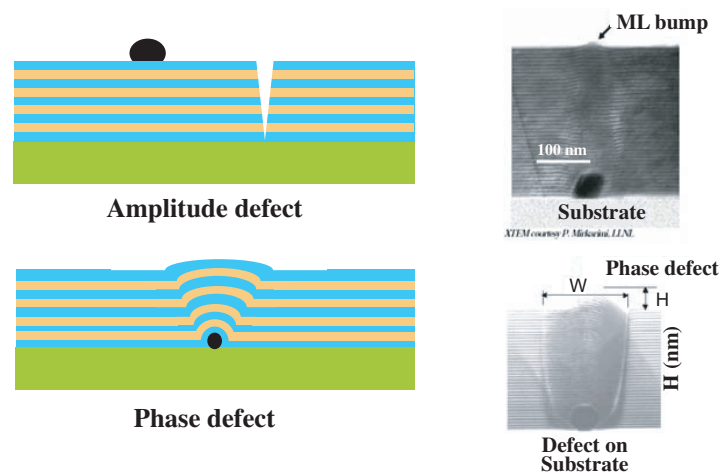 ML bump
100 nm
Amplitude defect
Substrate
XTEM courtesy P. Mirkarimi, LLNL
Phase defect
W
H
H (nm)
Phase defect
Defect on
Substrate